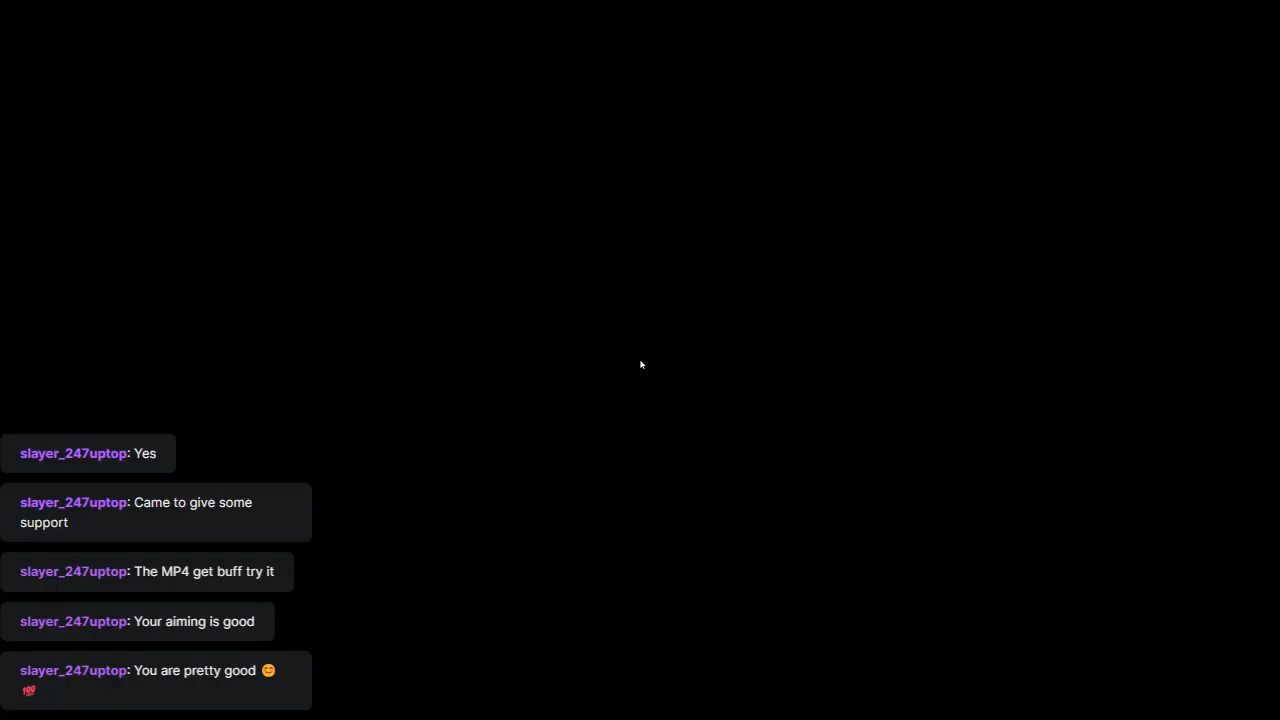 slayer_247uptop: Yes
slayer_247uptop: Came to give some
support
slayer_247uptop: The MP4 get buff try it
slayer_247uptop: Your aiming is good
slayer_247uptop: You are pretty good 😊
💯